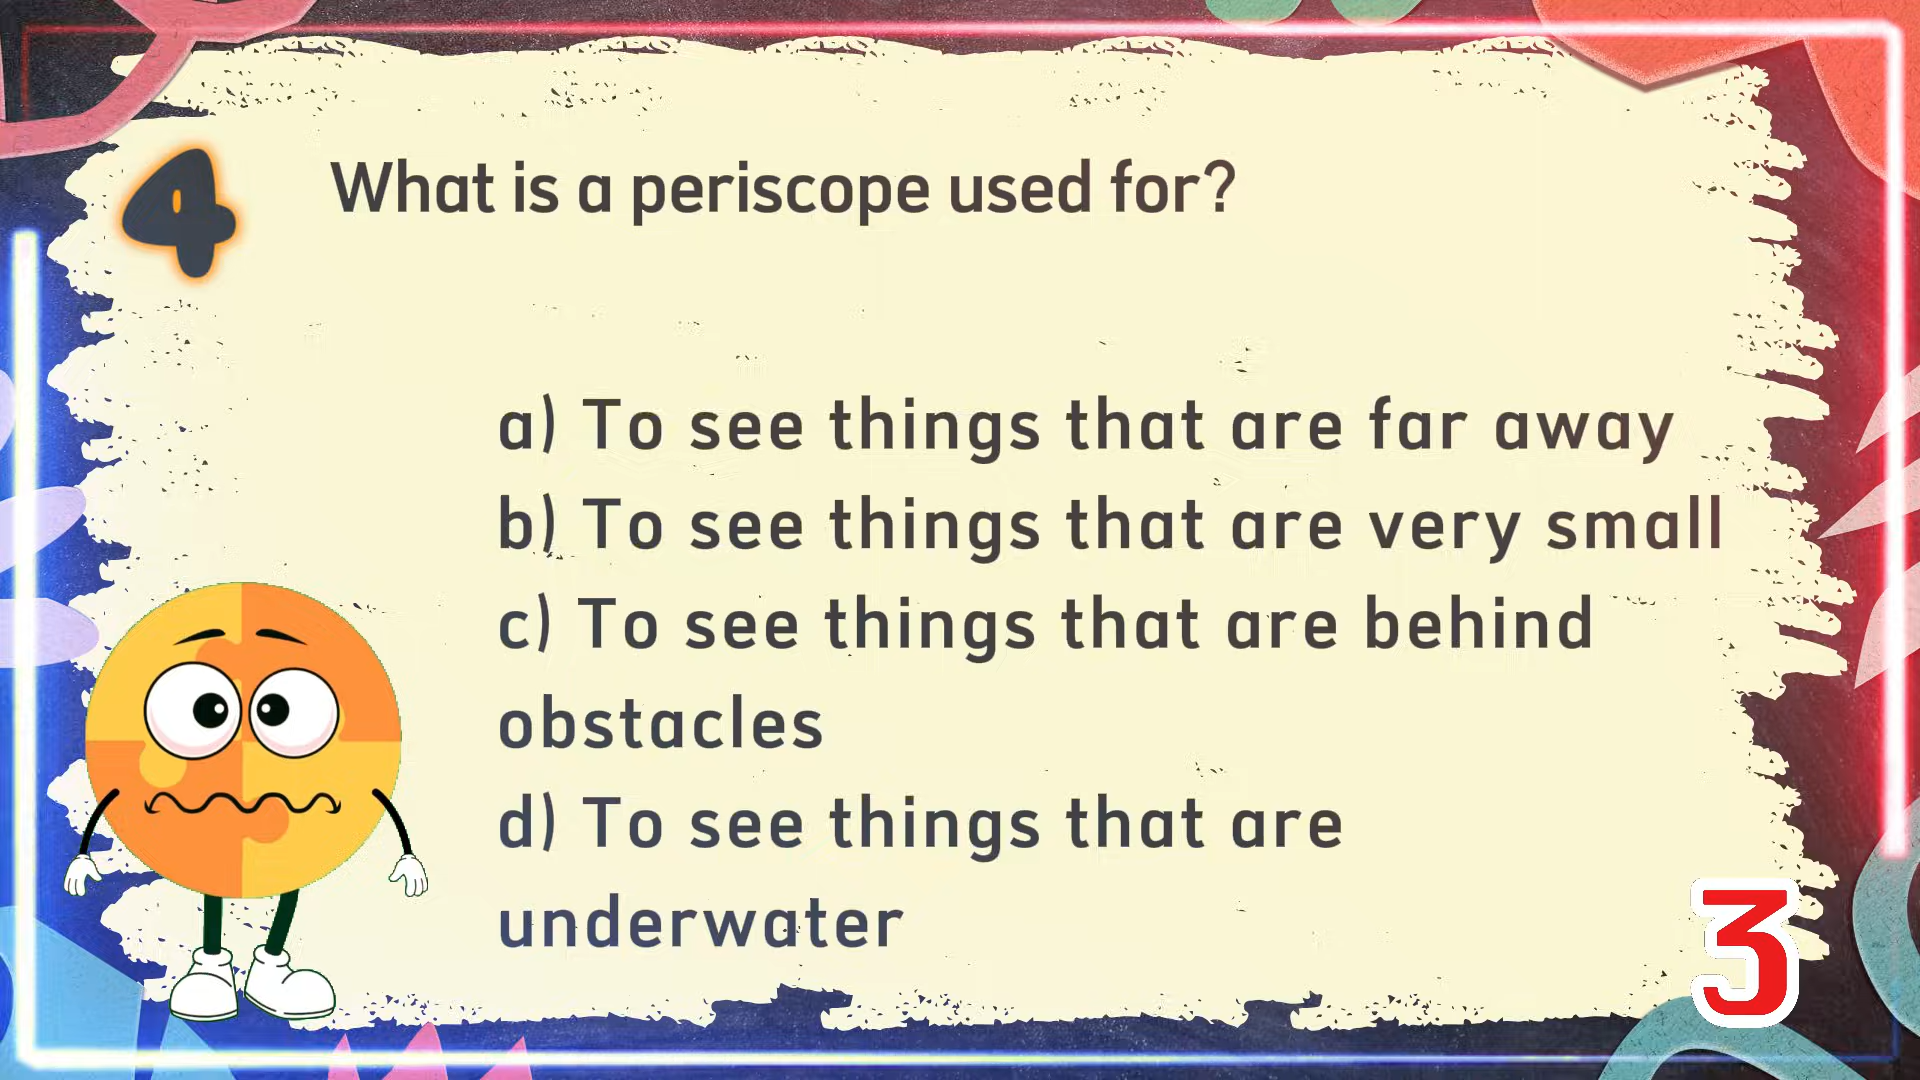 4
What is a periscope used for?
a) To see things that are far away
b) To see things that are very small
c) To see things that are behind
obstacles
d) To see things that are
underwater
3